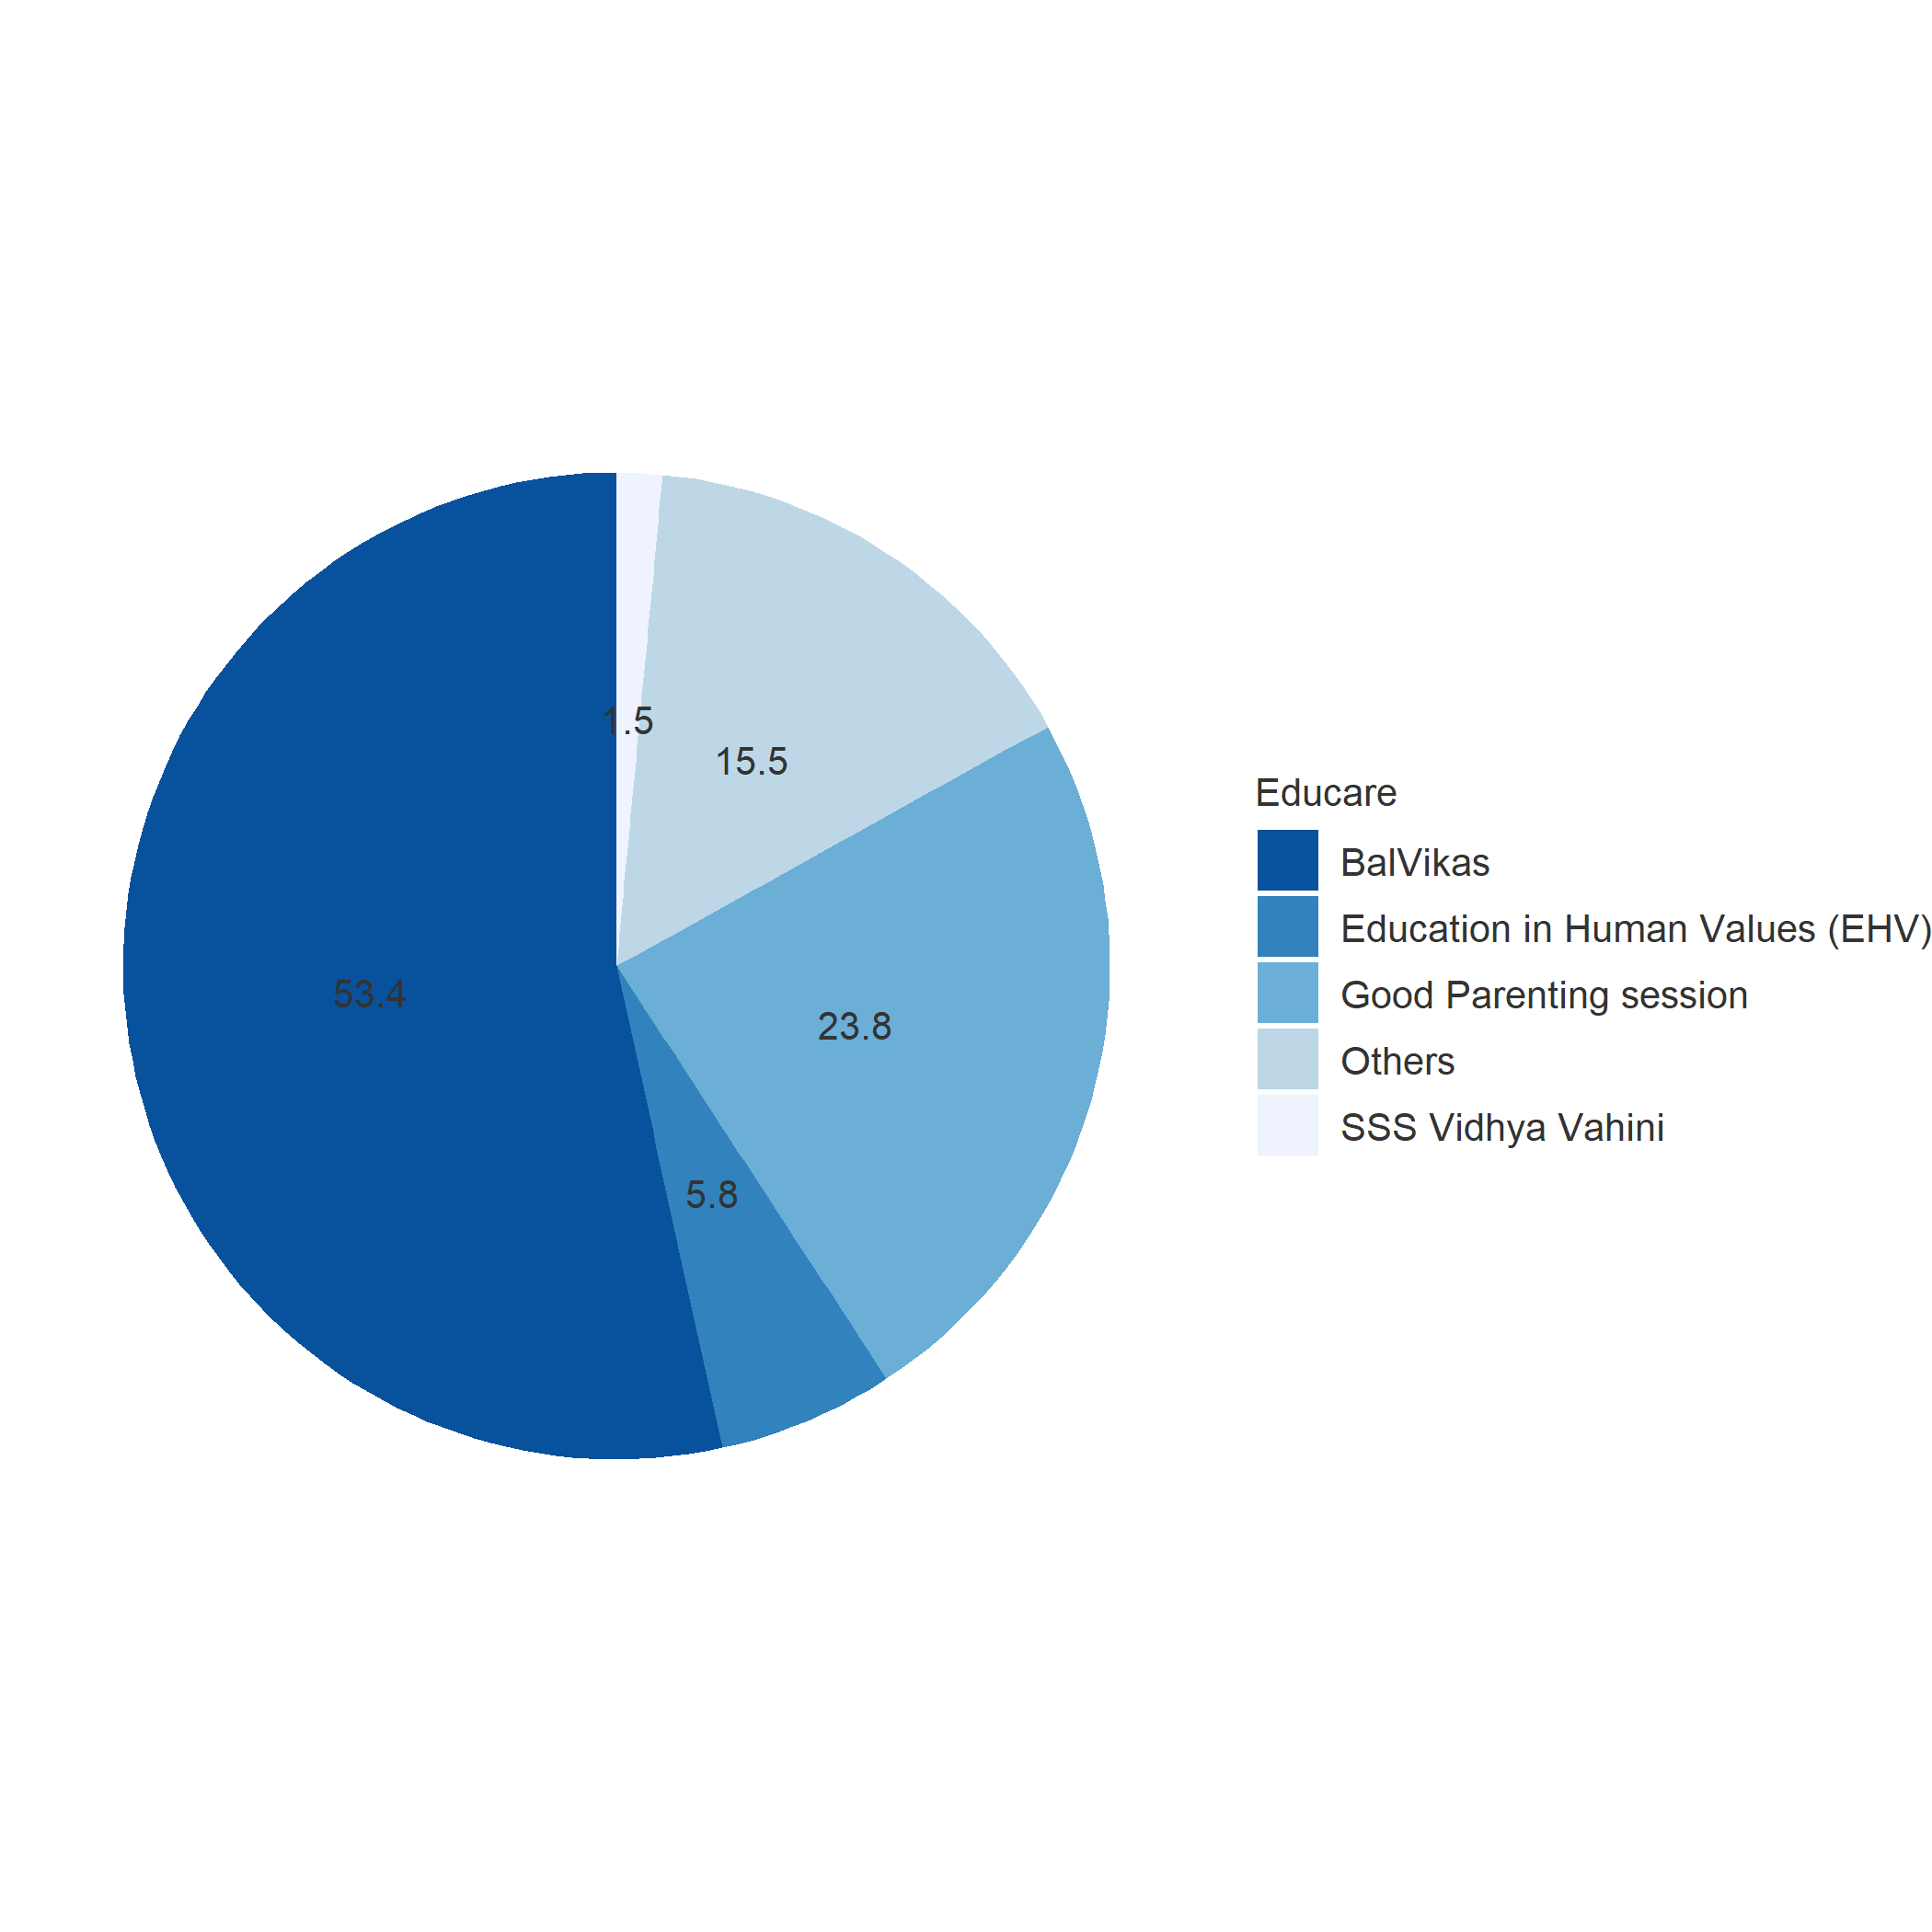 1.5
15.5
53.4
23.8
5.8
Educare
BalVikas
Education in Human Values (EHV)
Good Parenting session
Others
SSS Vidhya Vahini